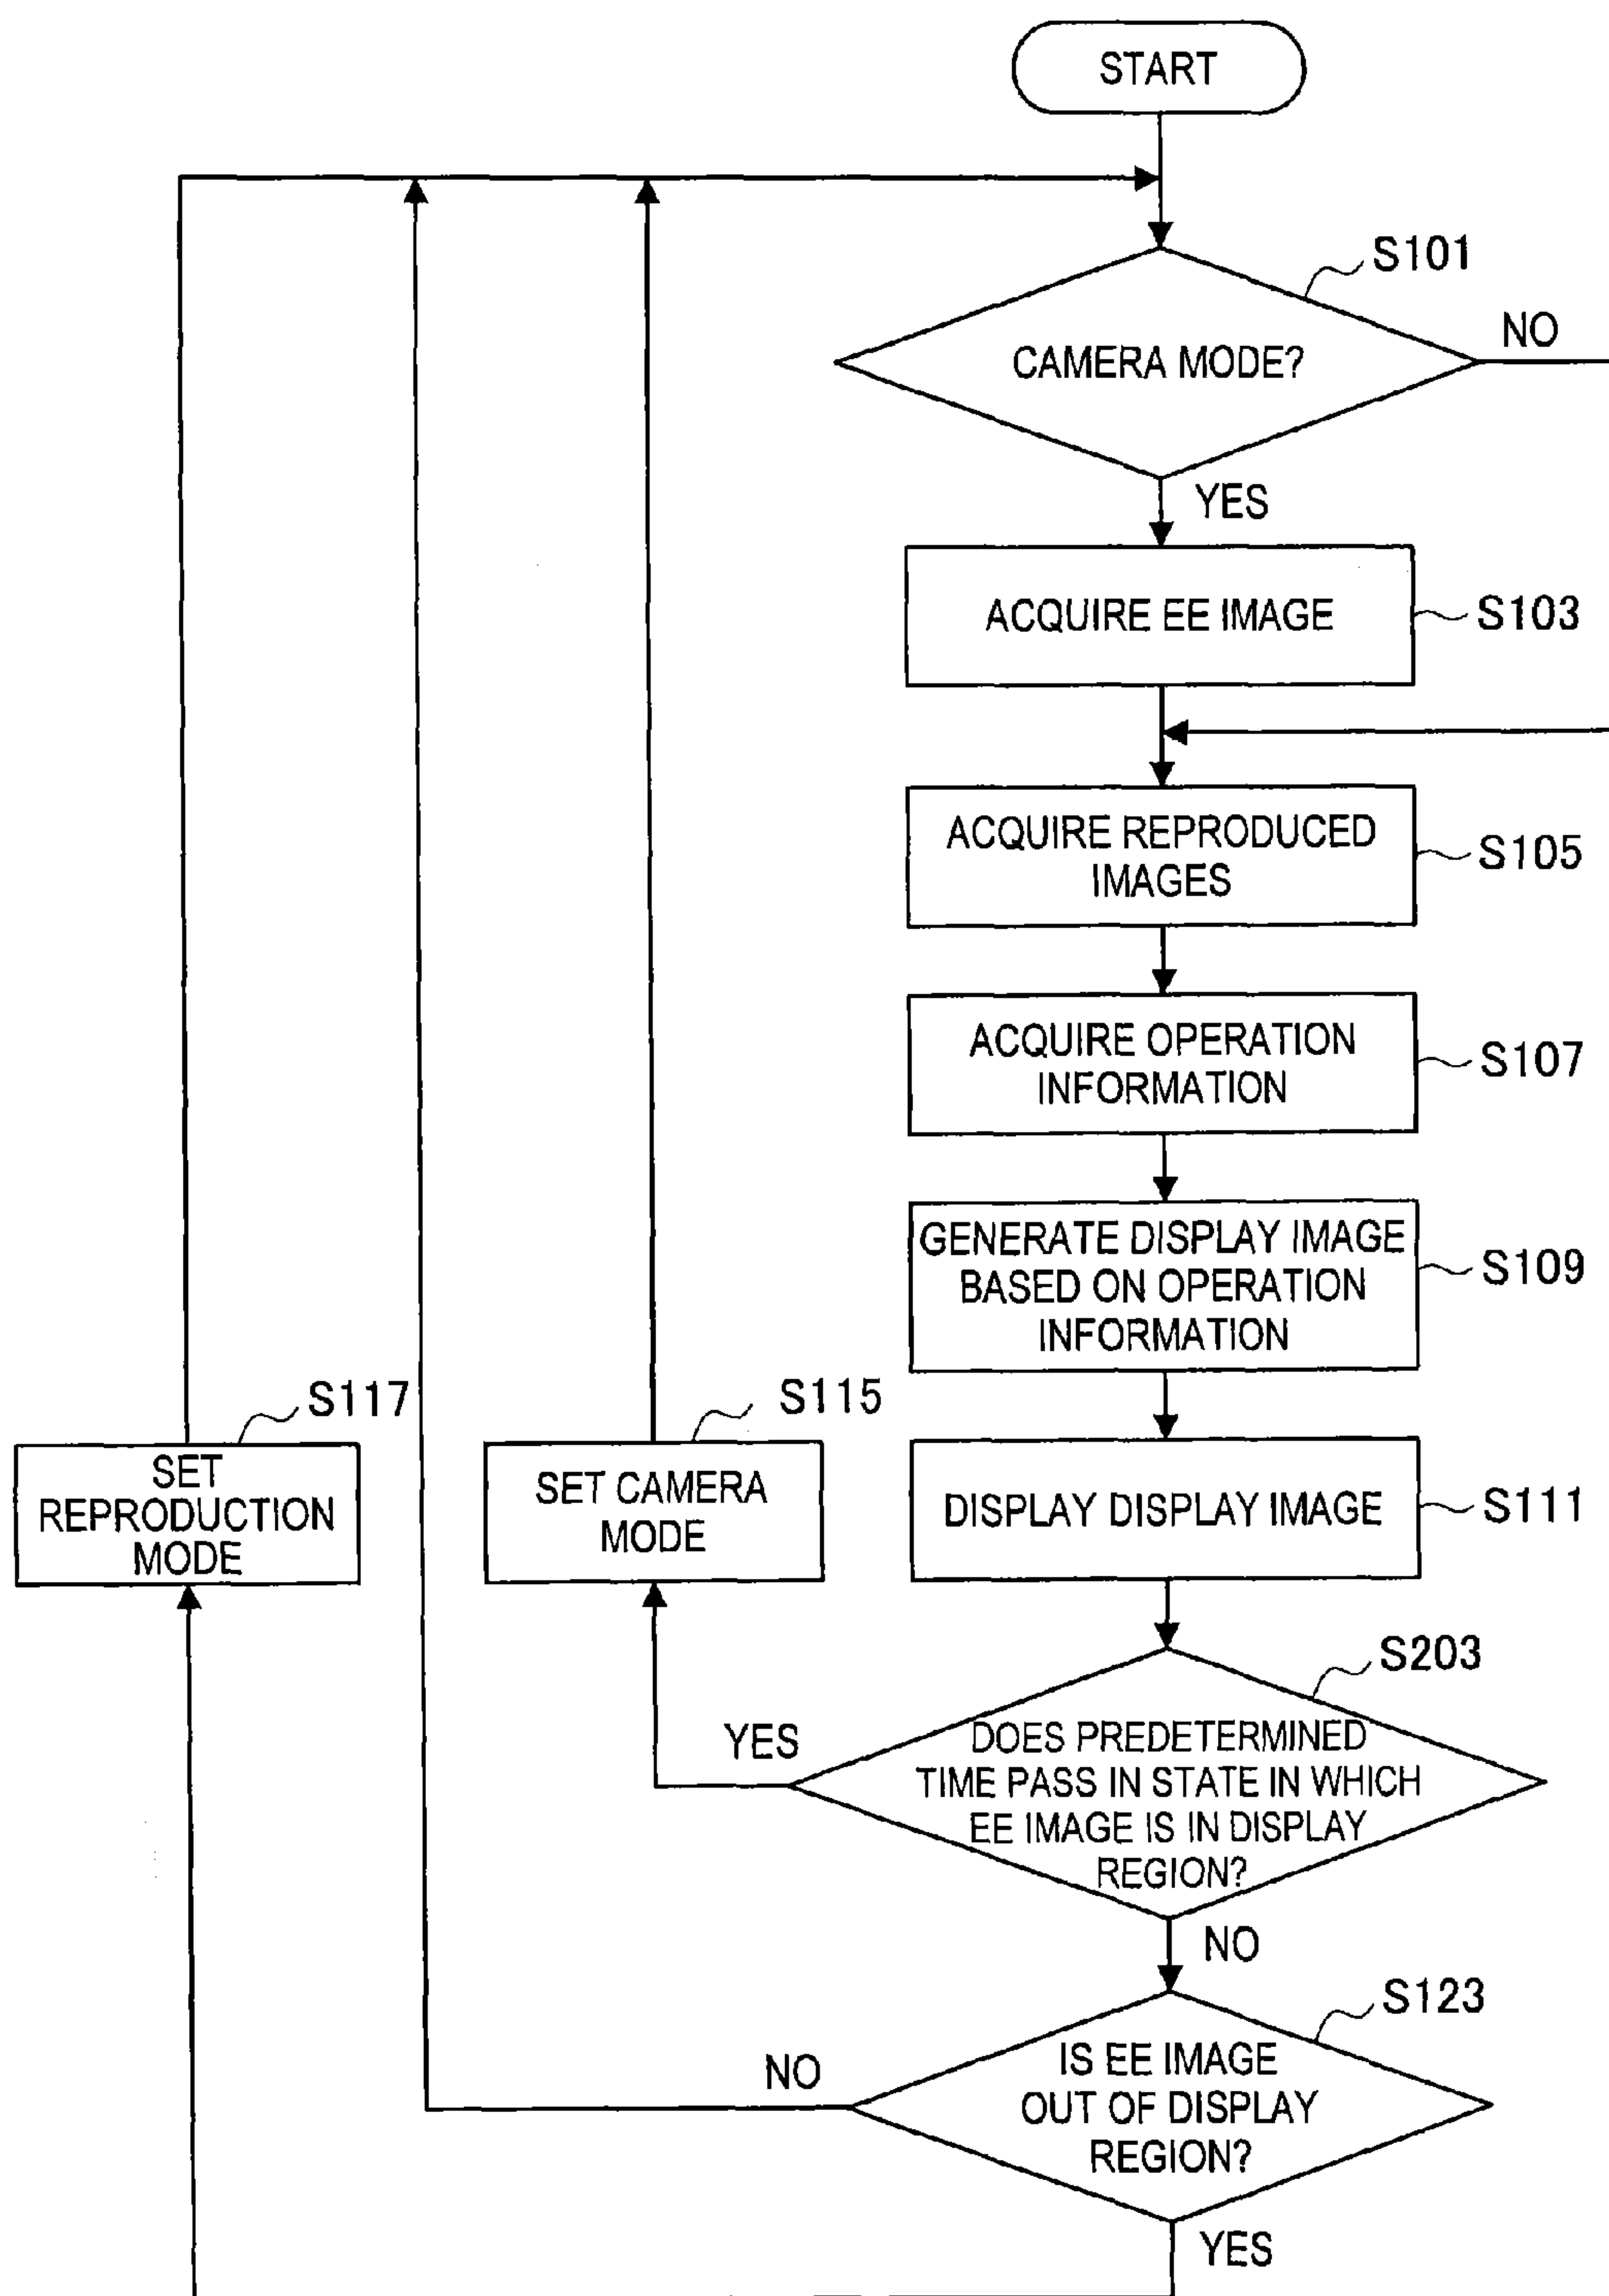 START
S101
CAMERA MODE?
NO
YES
ACQUIRE EE IMAGE
S103
ACQUIRE REPRODUCED
IMAGES
S105
ACQUIRE OPERATION
INFORMATION
S107
GENERATE DISPLAY IMAGE
BASED ON OPERATION
INFORMATION
S109
S117
SET
REPRODUCTION
MODE
S115
SET CAMERA
MODE
DISPLAY DISPLAY IMAGE
S111
S203
YES
DOES PREDETERMINED
TIME PASS IN STATE IN WHICH
EE IMAGE IS IN DISPLAY
REGION?
NO
S123
NO
IS EE IMAGE
OUT OF DISPLAY
REGION?
YES